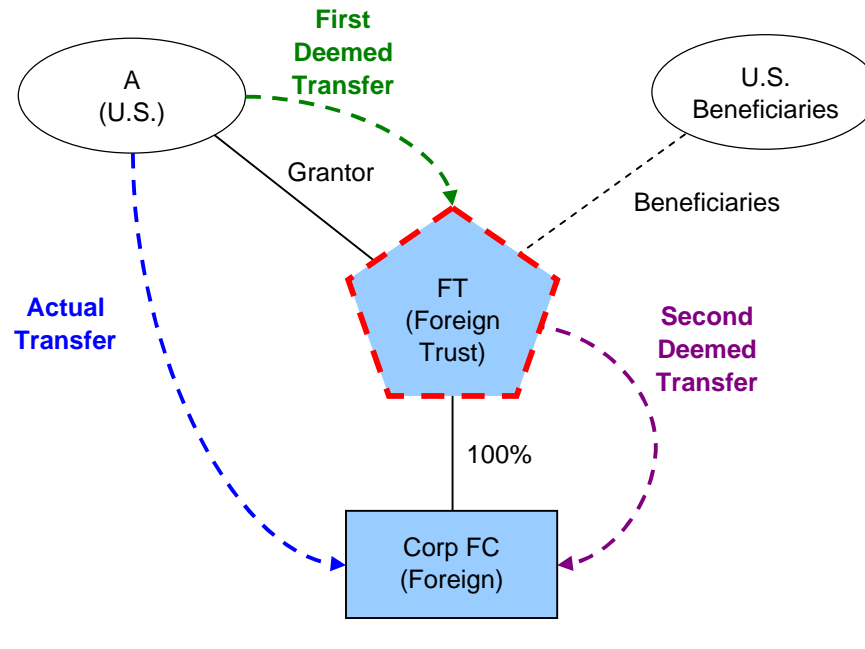 First
Deemed
Transfer
A
(U.S.)
U.S.
Beneficiaries
Grantor
Beneficiaries
FT
(Foreign
Trust)
Actual
Transfer
Second
Deemed
Transfer
100%
Corp FC
(Foreign)